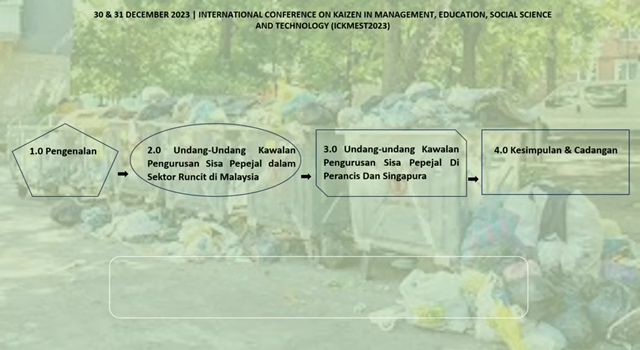 30 & 31 DECEMBER 2023 | INTERNATIONAL CONFERENCE ON KAIZEN IN MANAGEMENT, EDUCATION, SOCIAL SCIENCE
AND TECHNOLOGY (ICKMEST2023)
1.0 Pengenalan
2.0 Undang-Undang Kawalan
Pengurusan Sisa Pepejal dalam
Sektor Runcit di Malaysia
3.0 Undang-undang Kawalan
Pengurusan Sisa Pepejal Di
Perancis Dan Singapura
4.0 Kesimpulan & Cadangan